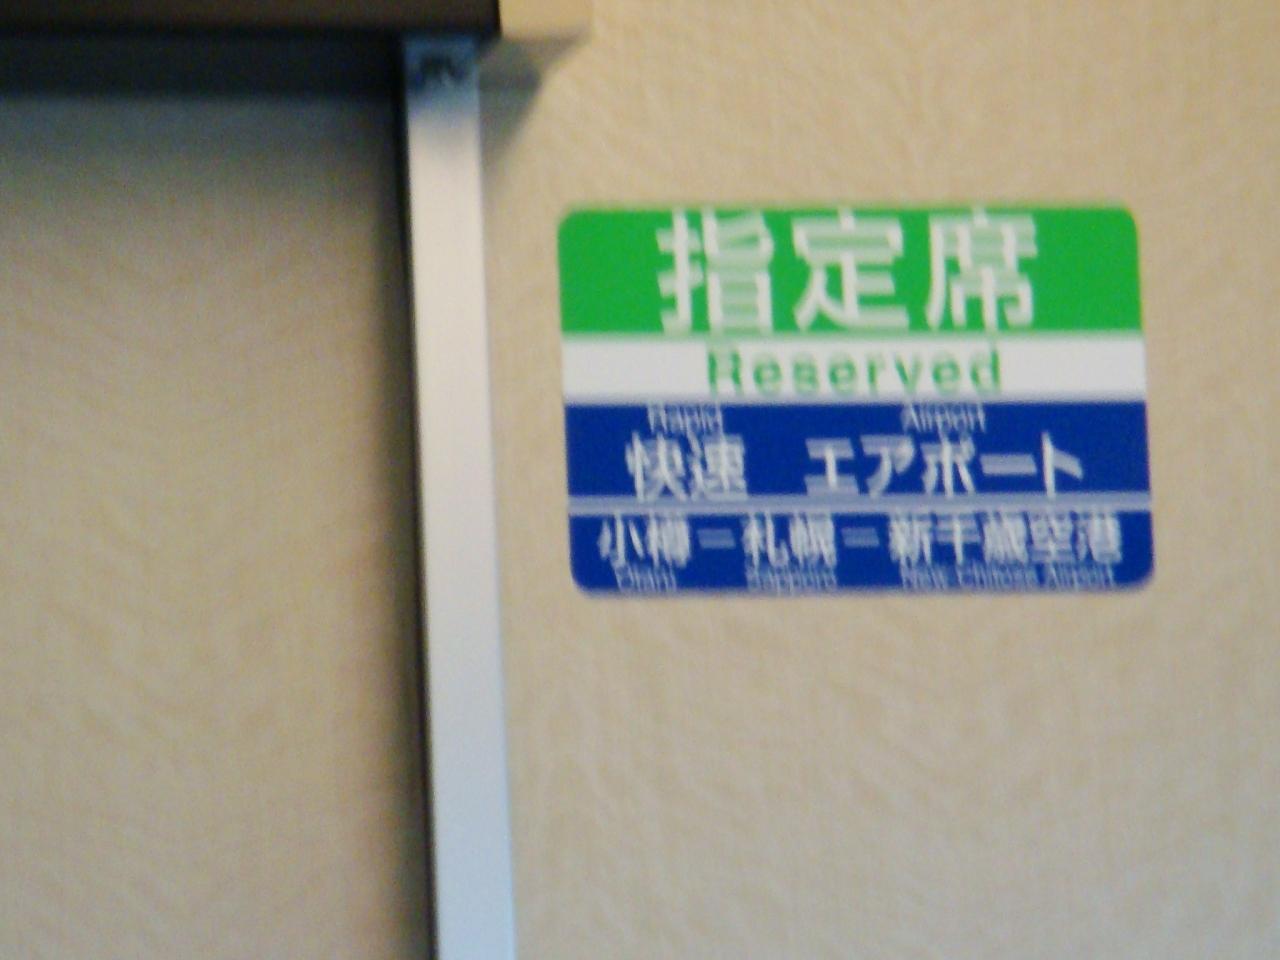 指定席
Reserved
Rapid Airport
快速 エアポート
小樽＝札幌＝新千歳空港
Otaru Sapporo New Chitose Airport